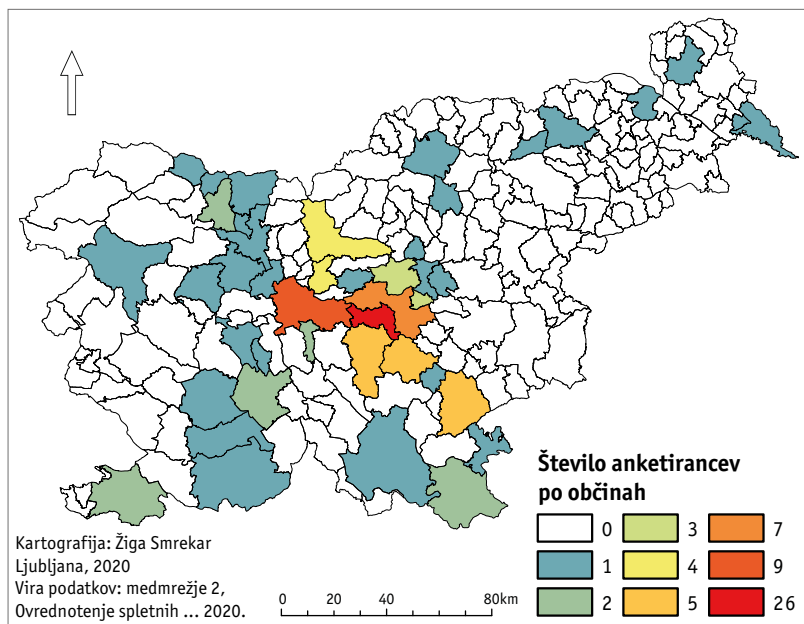 Število anketirancev
po občinah
0 3 7
1 4 9
2 5 26
Kartografija: Žiga Smrekar
Ljubljana, 2020
Vira podatkov: medmrežje 2,
Ovrednotenje spletnih ... 2020.
0 20 40 80km